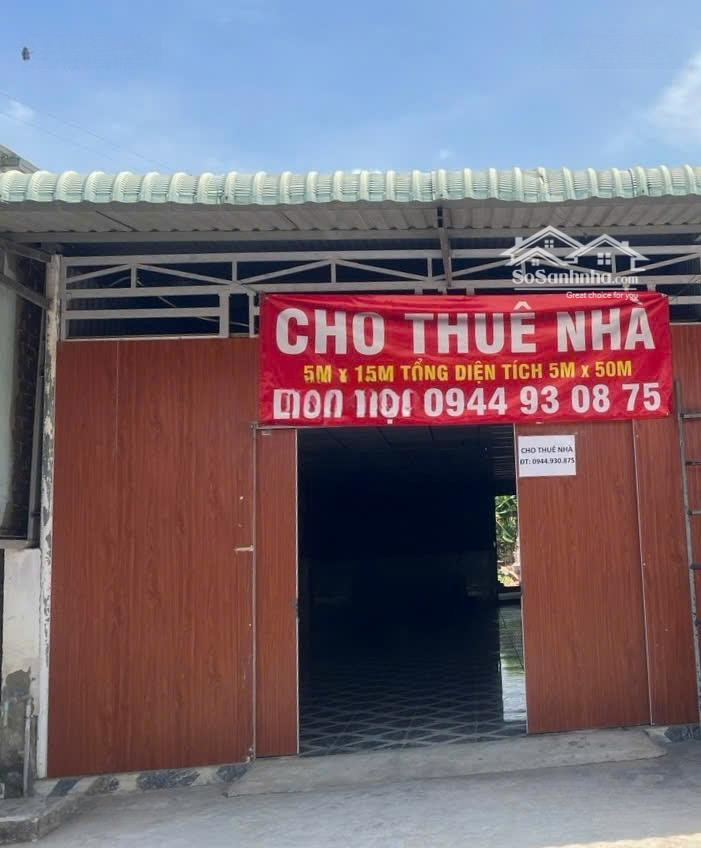 SoSanhnha.com
Great choice for you
CHO THUÊ NHÀ
5M x 15M TỔNG DIỆN TÍCH 5M x 50M
0944 93 08 75
CHO THUÊ NHÀ
ĐT: 0944.930.875